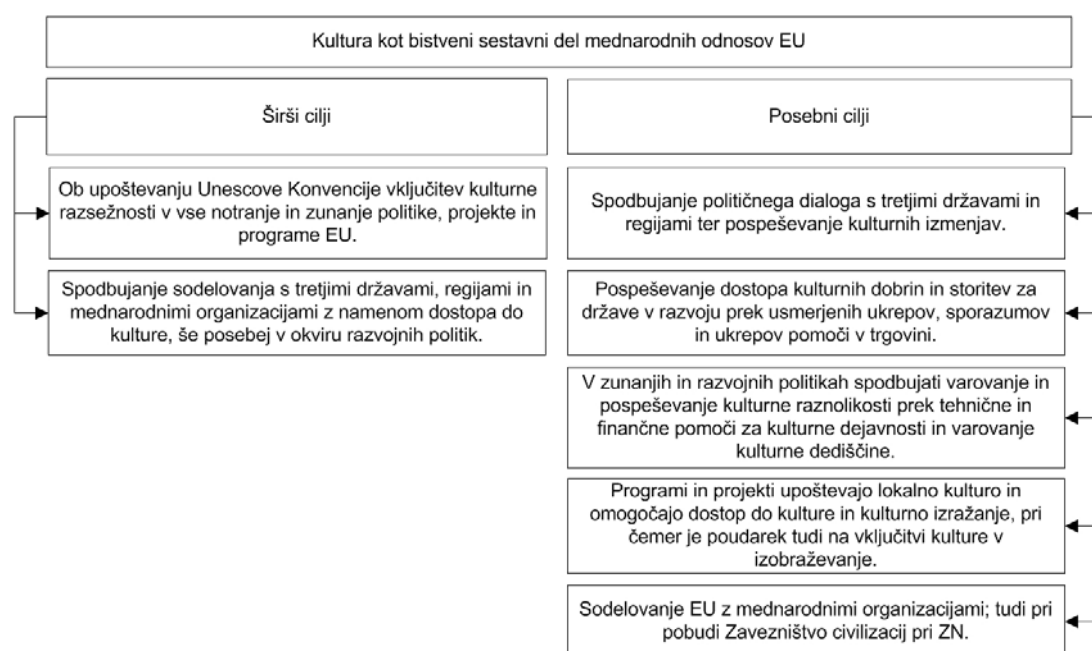 Kultura kot bistveni sestavni del mednarodnih odnosov EU
Širši cilji
Ob upoštevanju Unescove Konvencije vključitev kulturne
razsežnosti v vse notranje in zunanje politike, projekte in
programe EU.
Spodbujanje sodelovanja s tretjimi državami, regijami in
mednarodnimi organizacijami z namenom dostopa do
kulture, še posebej v okviru razvojnih politik.
Posebni cilji
Spodbujanje političnega dialoga s tretjimi državami in
regijami ter pospeševanje kulturnih izmenjav.
Pospeševanje dostopa kulturnih dobrin in storitev za
države v razvoju prek usmerjenih ukrepov, sporazumov
in ukrepov pomoči v trgovini.
V zunanjih in razvojnih politikah spodbujati varovanje in
pospeševanje kulturne raznolikosti prek tehnične in
finančne pomoči za kulturne dejavnosti in varovanje
kulturne dediščine.
Programi in projekti upoštevajo lokalno kulturo in
omogočajo dostop do kulture in kulturno izražanje, pri
čemer je poudarek tudi na vključitvi kulture v
izobraževanje.
Sodelovanje EU z mednarodnimi organizacijami; tudi pri
pobudi Zavezništvo civilizacij pri ZN.